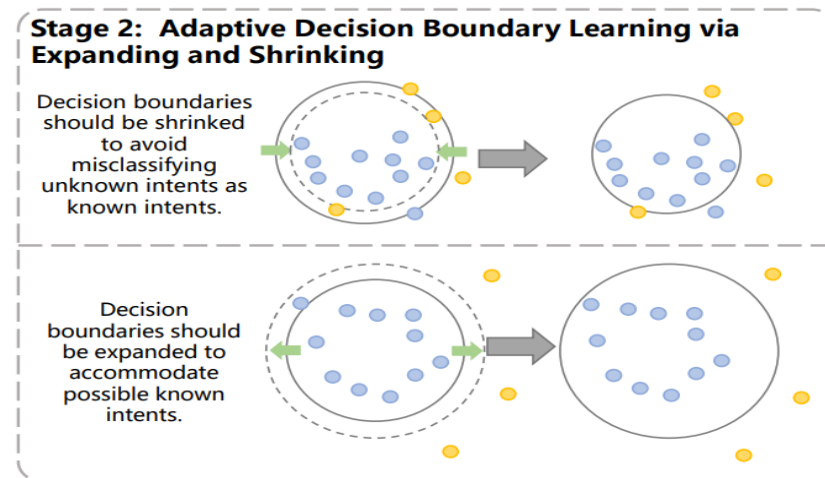 Stage 2:  Adaptive Decision Boundary Learning via
Expanding and Shrinking
Decision boundaries
should be shrinked
to avoid
misclassifying
unknown intents as
known intents.
Decision
boundaries should
be expanded to
accommodate
possible known
intents.